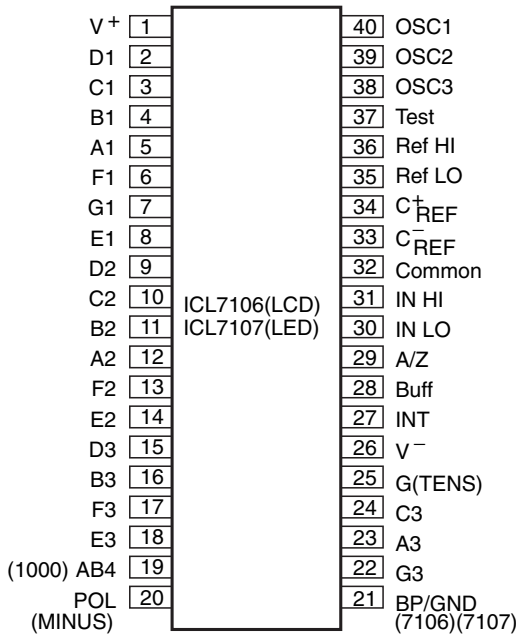 V+ 1 40 OSC1
D1 2 39 OSC2
C1 3 38 OSC3
B1 4 37 Test
A1 5 36 Ref HI
F1 6 35 Ref LO
G1 7 34 C+REF
E1 8 33 C−REF
D2 9 32 Common
C2 10 ICL7106(LCD) 31 IN HI
B2 11 ICL7107(LED) 30 IN LO
A2 12 29 A/Z
F2 13 28 Buff
E2 14 27 INT
D3 15 26 V−
B3 16 25 G(TENS)
F3 17 24 C3
E3 18 23 A3
(1000) AB4 19 22 G3
POL 20 21 BP/GND
(MINUS) (7106)(7107)